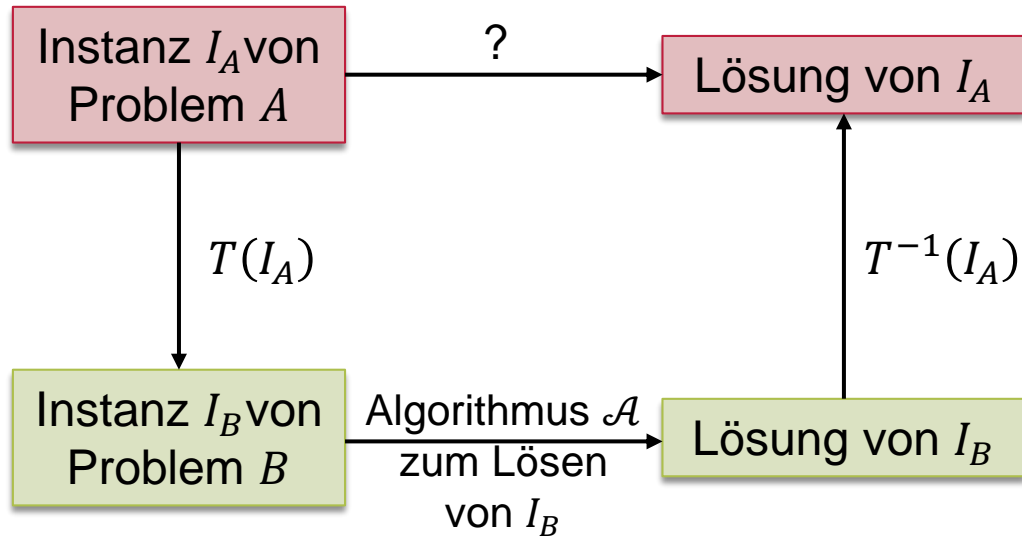 Instanz I_A von
Problem A
?
Lösung von I_A
T(I_A)
T^{-1}(I_A)
Instanz I_B von
Problem B
Algorithmus 𝒜
zum Lösen
von I_B
Lösung von I_B